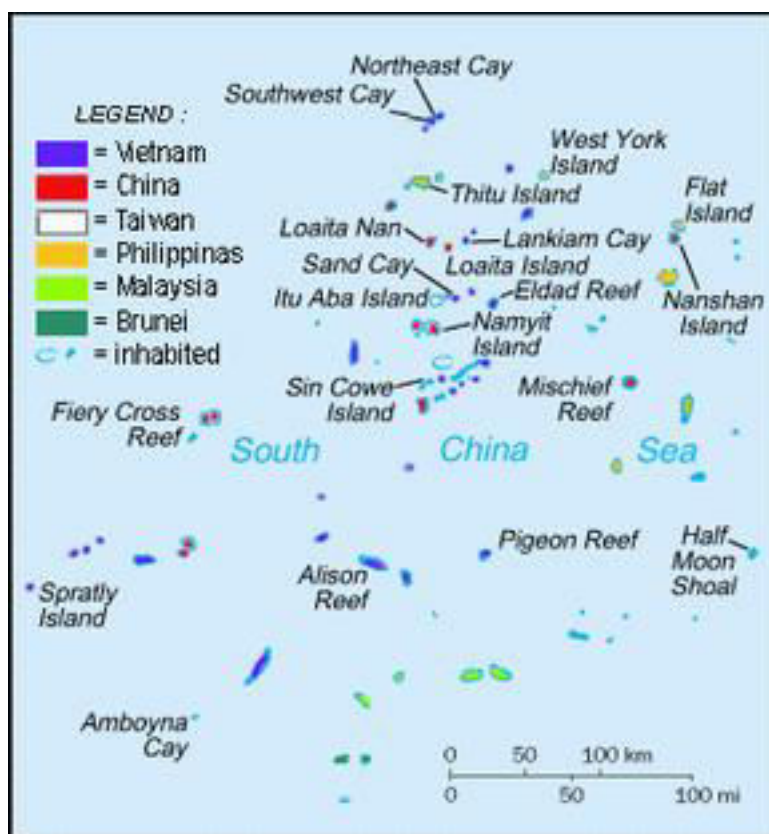 Northeast Cay
Southwest Cay
LEGEND :
= Vietnam
= China
= Taiwan
= Philippinas
= Malaysia
= Brunei
= inhabited
West York
Island
Thitu Island
Flat
Island
Loaita Nan
Lankiam Cay
Loaita Island
Sand Cay
Itu Aba Island
Eldad Reef
Nanshan
Island
Namyit
Island
Sin Cowe
Island
Mischief
Reef
Fiery Cross
Reef
South China Sea
Spratly
Island
Alison
Reef
Pigeon Reef
Half
Moon
Shoal
Amboyna
Cay
0 50 100 km
0 50 100 mi